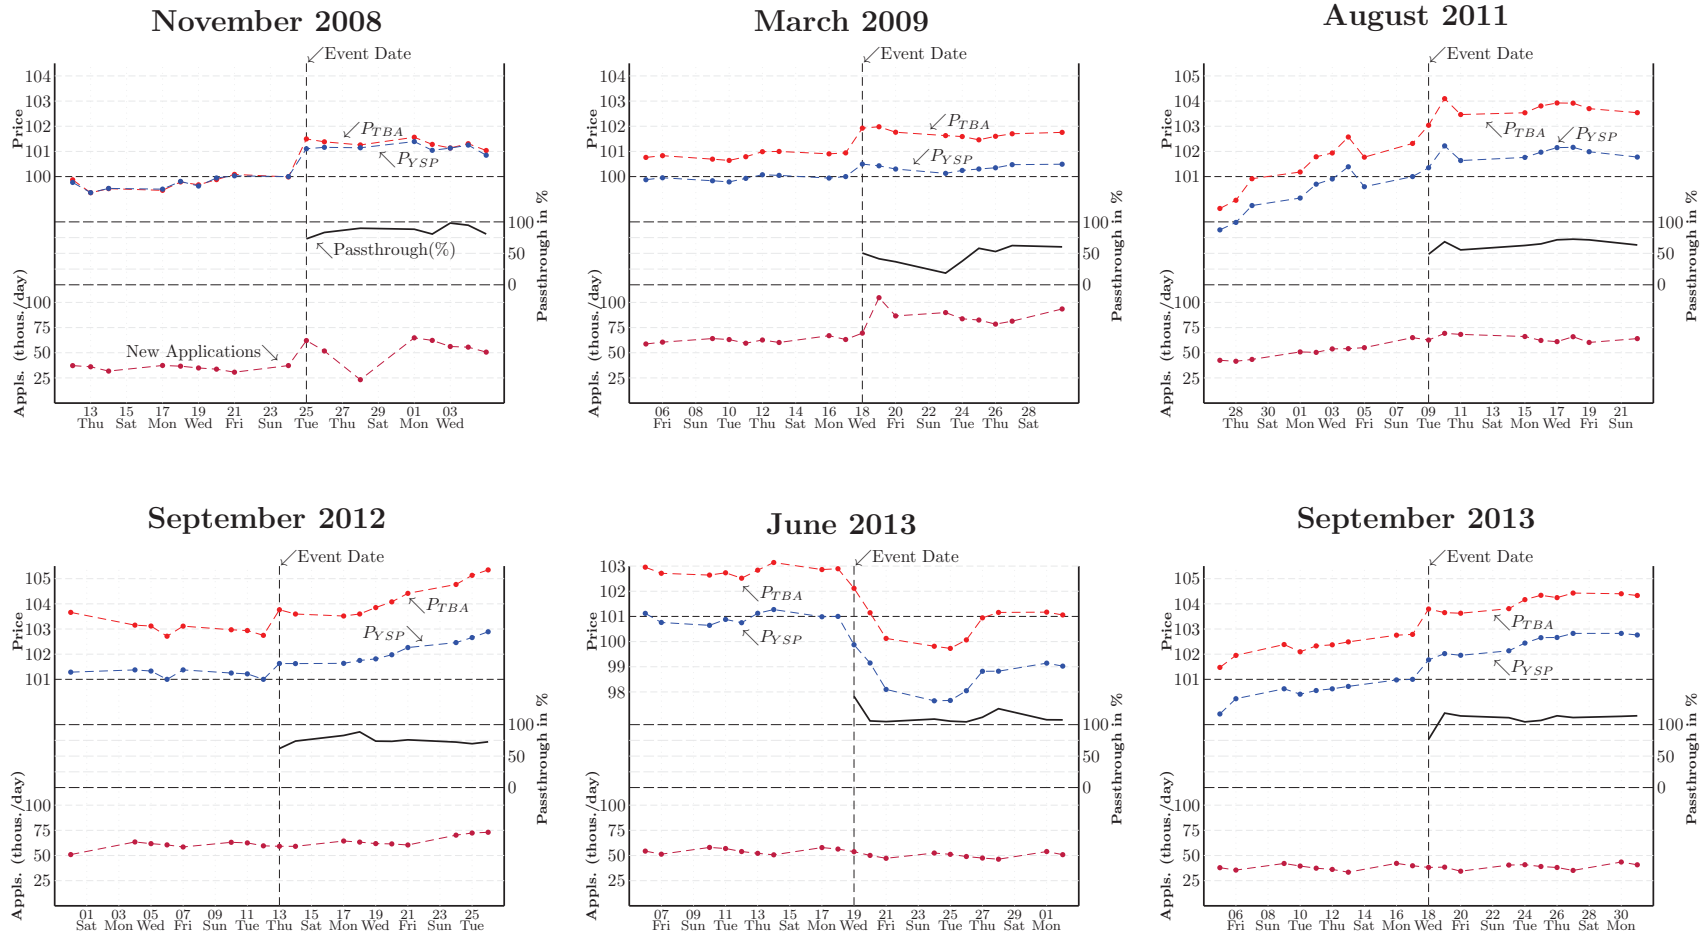 November 2008
Event Date
104
103
102
101
100
Price
P_TBA
P_YSP
100
50
0
Passthrough in %
Passthrough(%)
100
75
50
25
Appls. (thous./day)
New Applications
13 15 17 19 21 23 25 27 29 01 03
Thu Sat Mon Wed Fri Sun Tue Thu Sat Mon Wed
March 2009
Event Date
104
103
102
101
100
Price
P_TBA
P_YSP
100
50
0
Passthrough in %
100
75
50
25
Appls. (thous./day)
06 08 10 12 14 16 18 20 22 24 26 28
Fri Sun Tue Thu Sat Mon Wed Fri Sun Tue Thu Sat
August 2011
Event Date
105
104
103
102
101
Price
P_TBA
P_YSP
100
50
0
Passthrough in %
100
75
50
25
Appls. (thous./day)
28 30 01 03 05 07 09 11 13 15 17 19 21
Thu Sat Mon Wed Fri Sun Tue Thu Sat Mon Wed Fri Sun
September 2012
Event Date
105
104
103
102
101
Price
P_TBA
P_YSP
100
50
0
Passthrough in %
100
75
50
25
Appls. (thous./day)
01 03 05 07 09 11 13 15 17 19 21 23 25
Sat Mon Wed Fri Sun Tue Thu Sat Mon Wed Fri Sun Tue
June 2013
Event Date
103
101
100
99
98
Price
P_TBA
P_YSP
100
50
0
Passthrough in %
100
75
50
25
Appls. (thous./day)
07 09 11 13 15 17 19 21 23 25 27 29 01
Fri Sun Tue Thu Sat Mon Wed Fri Sun Tue Thu Sat Mon
September 2013
Event Date
105
104
103
102
101
Price
P_TBA
P_YSP
100
50
0
Passthrough in %
100
75
50
25
Appls. (thous./day)
06 08 10 12 14 16 18 20 22 24 26 28 30
Fri Sun Tue Thu Sat Mon Wed Fri Sun Tue Thu Sat Mon